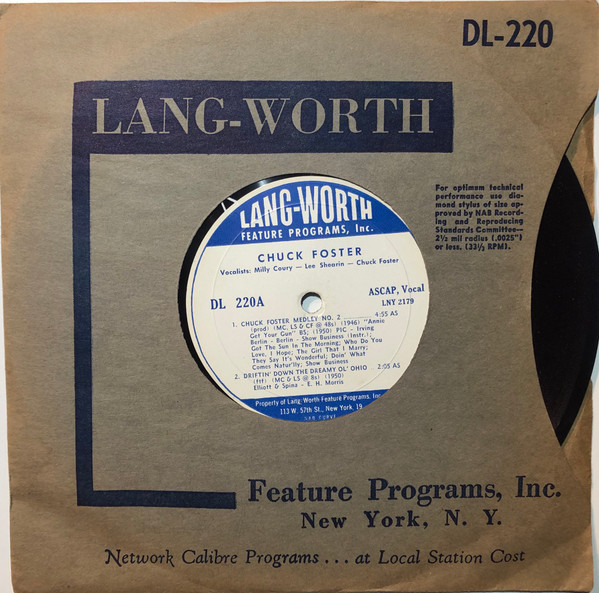 DL-220
LANG-WORTH
For optimum technical
performance use dia-
mond stylus of size ap-
proved by NAB Record-
ing and Reproducing
Standards Committee—
2½ mil radius (.0025")
or less. (33⅓ RPM).
LANG-WORTH
FEATURE PROGRAMS, Inc.
CHUCK FOSTER
Vocalists: Milly Coury — Lee Shearin — Chuck Foster
DL 220A
ASCAP, Vocal
LNY 2179
1. CHUCK FOSTER MEDLEY NO. 2 4:55 AS
(prod) (MC, LS & CF @ 48s) (1946) "Annie
Get Your Gun" BS; (1950) PIC - Irving
Berlin - Berlin - Show Business (Instr.);
Got The Sun In The Morning; Who Do You
Love, I Hope; The Girl That I Marry;
They Say It's Wonderful; Doin' What
Comes Natur'lly; Show Business
2. DRIFTIN' DOWN THE DREAMY OL' OHIO 2:05 AS
(ftf) (MC & LS @ 8s) (1950)
Elliott & Spina - E. H. Morris
Property of Lang-Worth Feature Programs, Inc.
113 W. 57th St., New York, 19
NAB CURVE
Feature Programs, Inc.
New York, N. Y.
Network Calibre Programs . . . at Local Station Cost